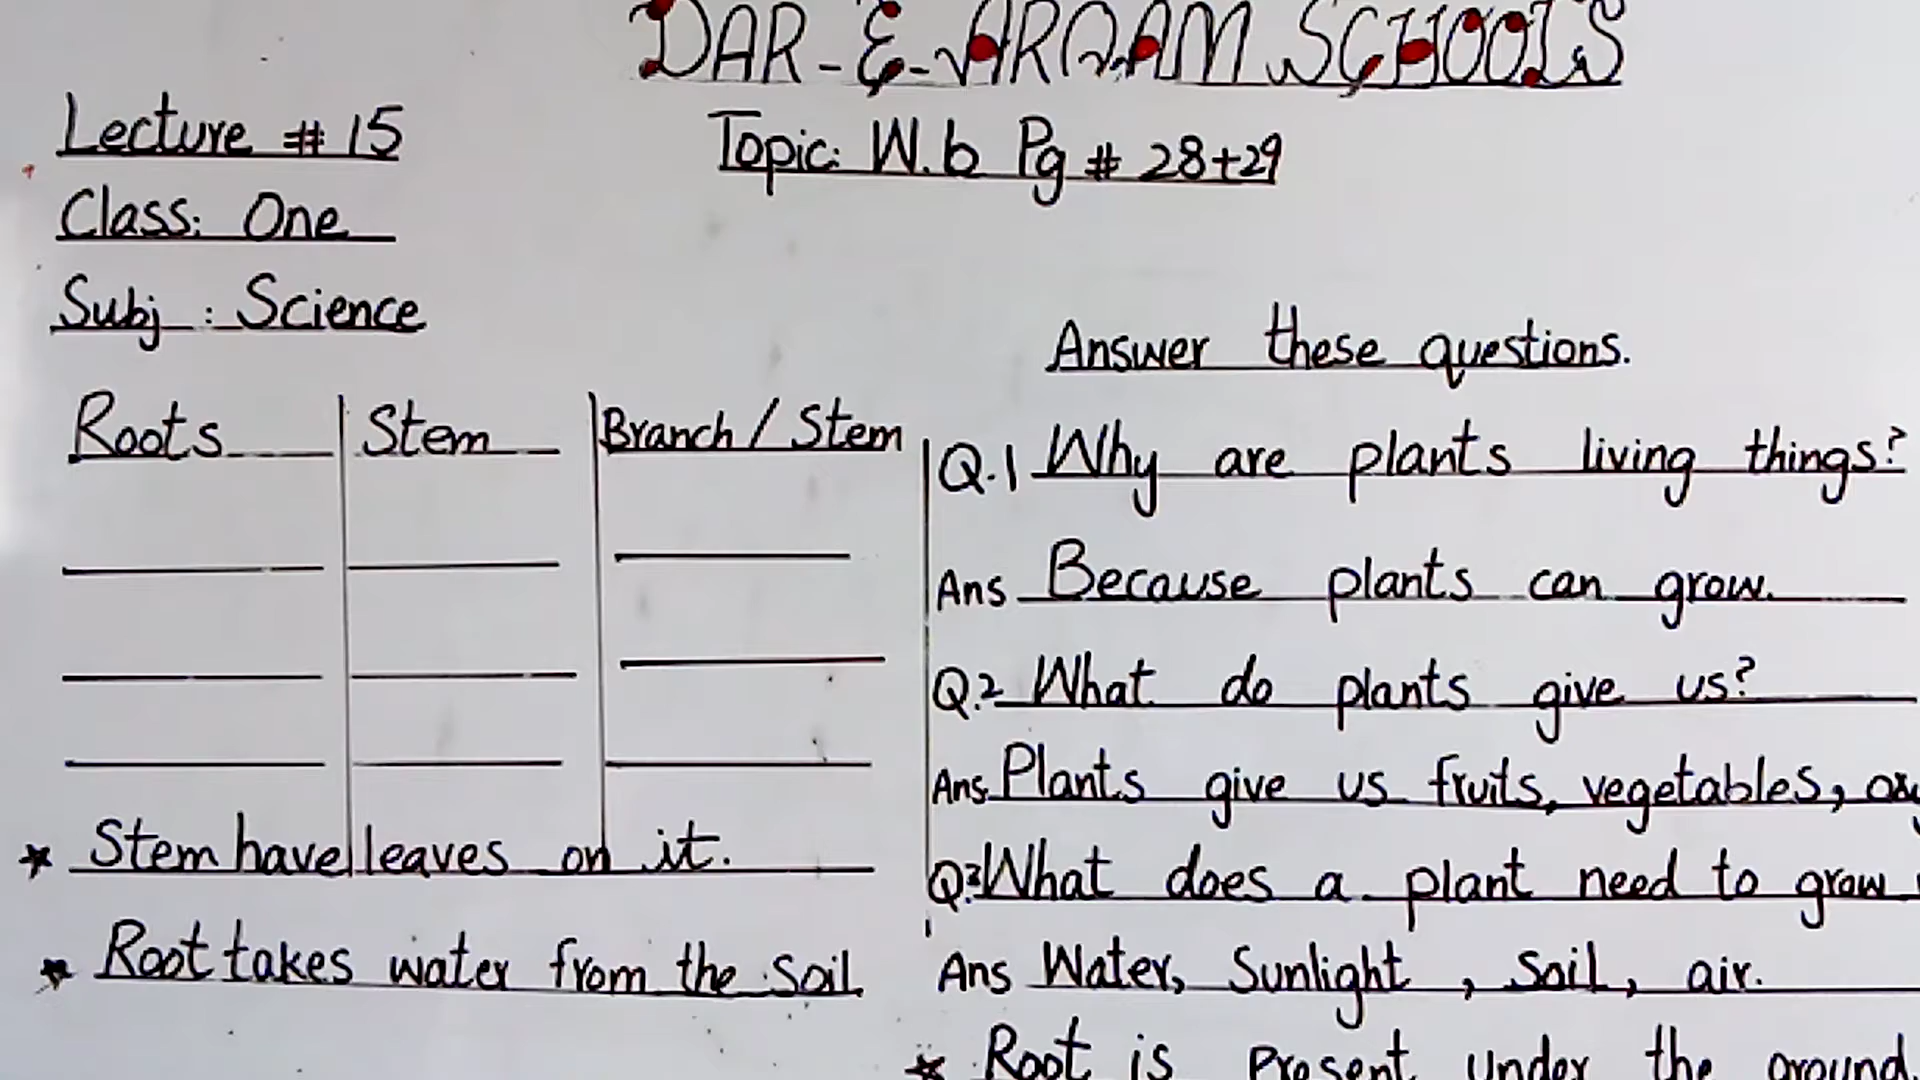 DAR-E-ARQAM SCHOOLS
Lecture # 15
Topic: W.b Pg # 28+29
Class: One
Subj : Science
Roots Stem Branch / Stem
* Stem have leaves on it.
* Root takes water from the soil
Answer these questions.
Q.1 Why are plants living things?
Ans Because plants can grow.
Q.2 What do plants give us?
Ans. Plants give us fruits, vegetables,
Q.3 What does a plant need to grow
Ans Water, Sunlight , Soil, air.
* Root is Present under the ground.